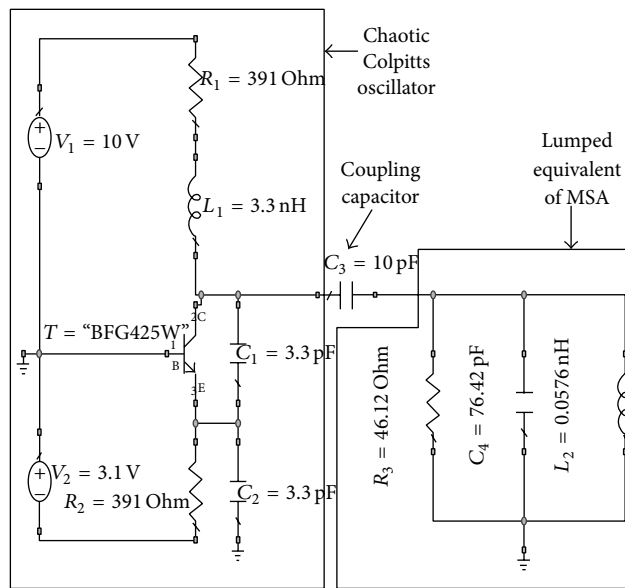 Chaotic
Colpitts
oscillator
R1 = 391 Ohm
V1 = 10 V
Lumped
equivalent
of MSA
Coupling
capacitor
L1 = 3.3 nH
C3 = 10 pF
2 C
T = “BFG425W”
1
B
C1 = 3.3 pF
3 E
R3 = 46.12 Ohm
C4 = 76.42 pF
L2 = 0.0576 nH
V2 = 3.1 V
R2 = 391 Ohm
C2 = 3.3 pF